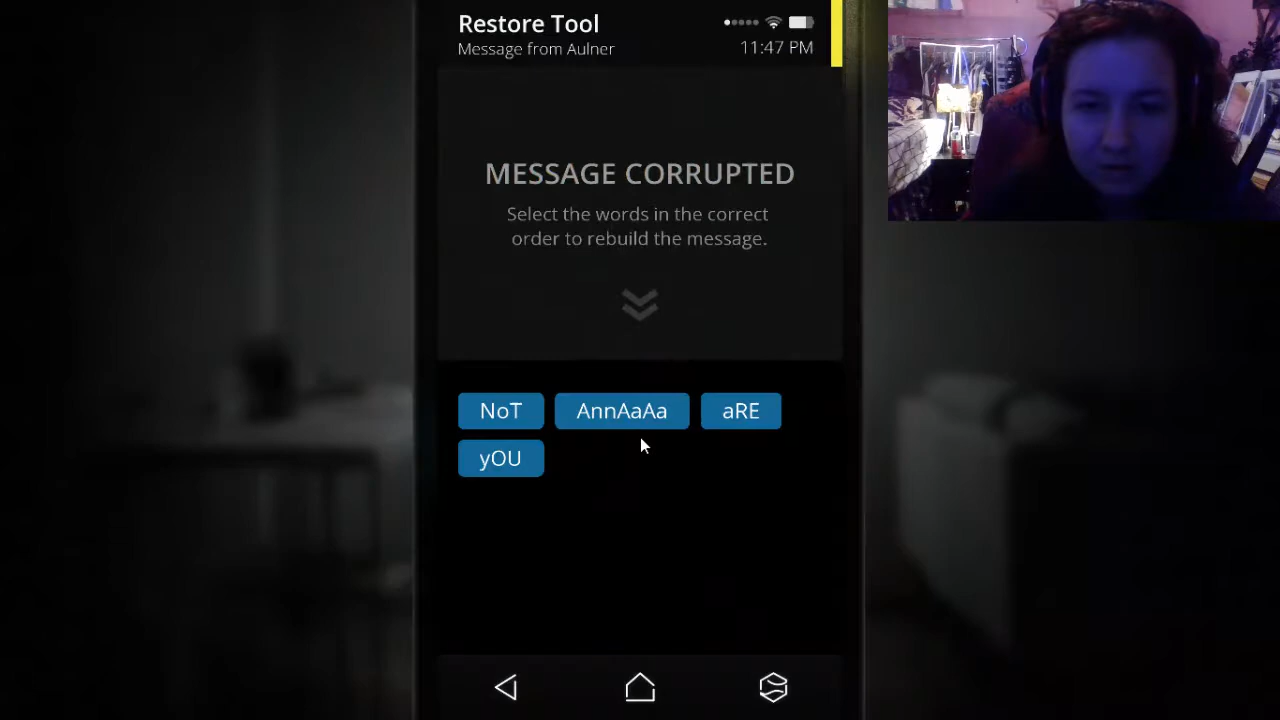 Restore Tool
Message from Aulner
11:47 PM
MESSAGE CORRUPTED
Select the words in the correct
order to rebuild the message.
NoT AnnAaAa aRE
yOU